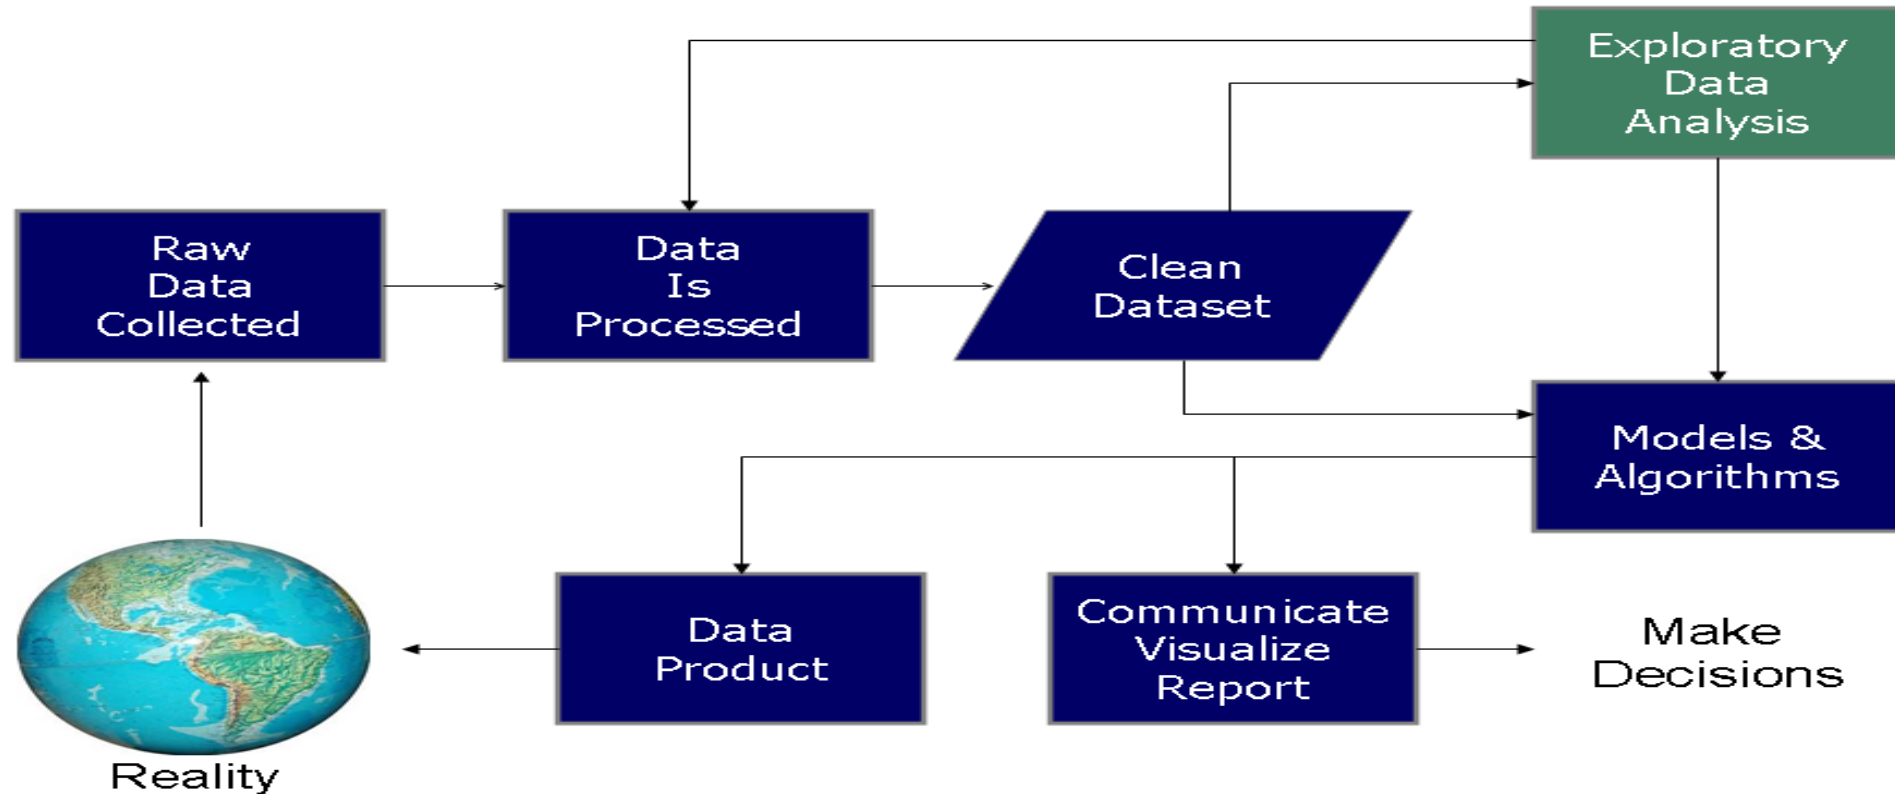 Exploratory
Data
Analysis
Raw
Data
Collected
Data
Is
Processed
Clean
Dataset
Models &
Algorithms
Data
Product
Communicate
Visualize
Report
Make
Decisions
Reality